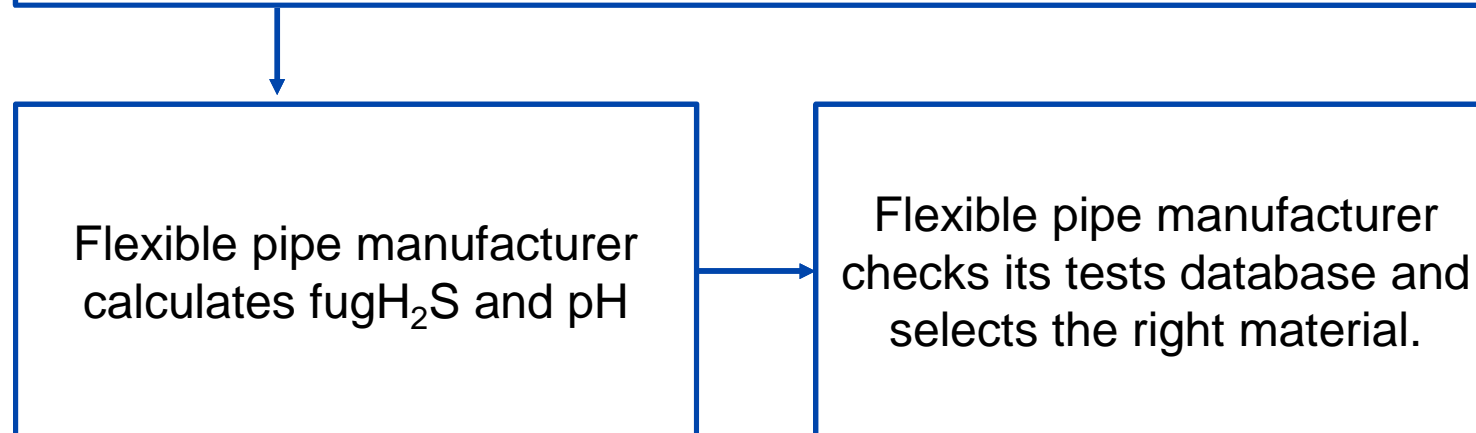 Flexible pipe manufacturer
calculates fugH₂S and pH
Flexible pipe manufacturer
checks its tests database and
selects the right material.